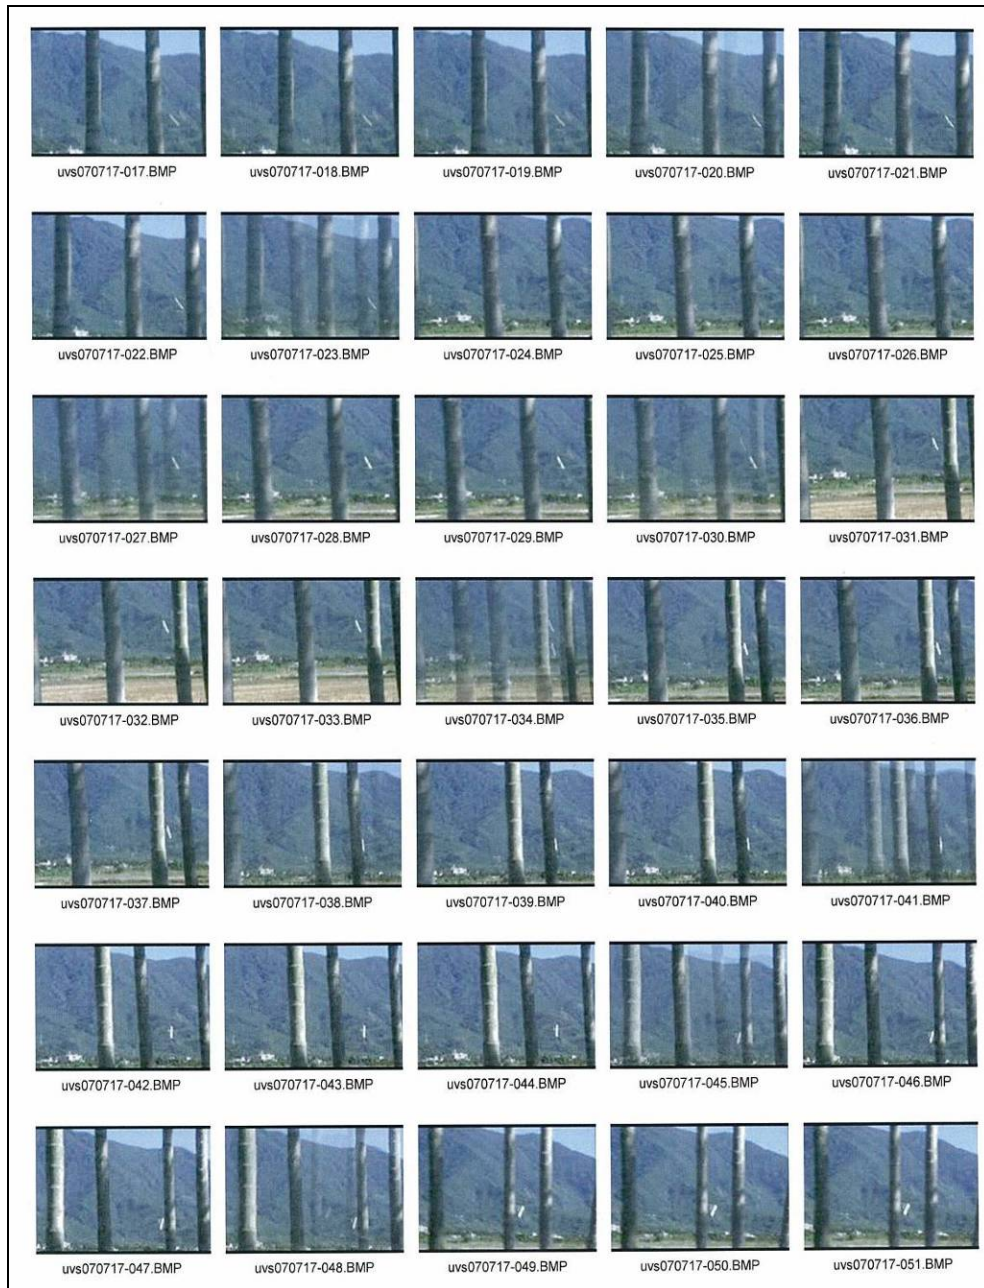 uvs070717-017.BMP
uvs070717-018.BMP
uvs070717-019.BMP
uvs070717-020.BMP
uvs070717-021.BMP
uvs070717-022.BMP
uvs070717-023.BMP
uvs070717-024.BMP
uvs070717-025.BMP
uvs070717-026.BMP
uvs070717-027.BMP
uvs070717-028.BMP
uvs070717-029.BMP
uvs070717-030.BMP
uvs070717-031.BMP
uvs070717-032.BMP
uvs070717-033.BMP
uvs070717-034.BMP
uvs070717-035.BMP
uvs070717-036.BMP
uvs070717-037.BMP
uvs070717-038.BMP
uvs070717-039.BMP
uvs070717-040.BMP
uvs070717-041.BMP
uvs070717-042.BMP
uvs070717-043.BMP
uvs070717-044.BMP
uvs070717-045.BMP
uvs070717-046.BMP
uvs070717-047.BMP
uvs070717-048.BMP
uvs070717-049.BMP
uvs070717-050.BMP
uvs070717-051.BMP